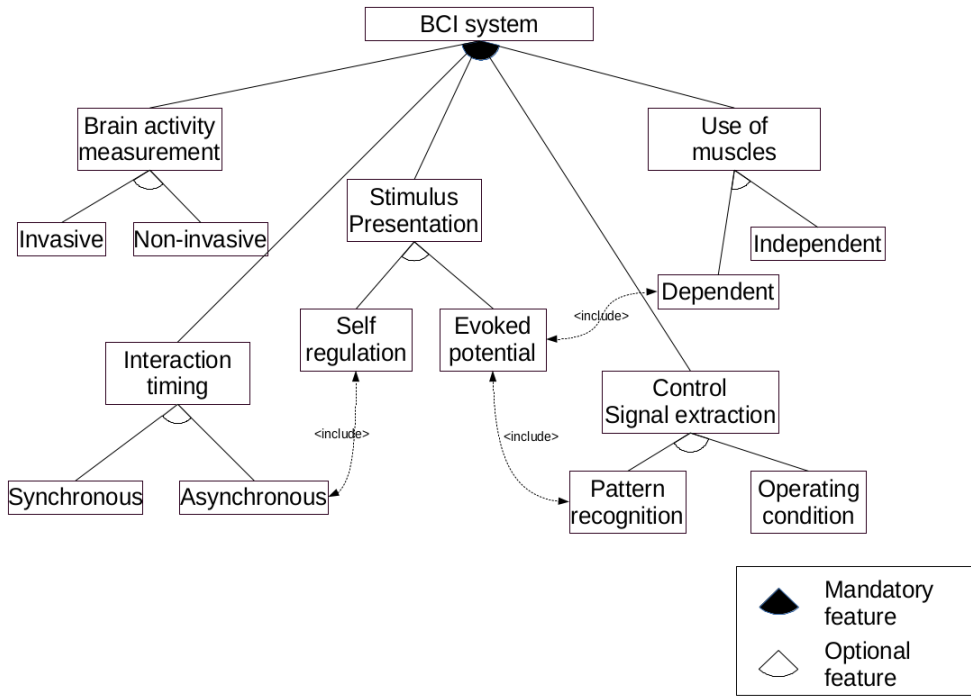 BCI system
Brain activity
measurement
Use of
muscles
Stimulus
Presentation
Invasive
Non-invasive
Independent
Dependent
<include>
Self
regulation
Evoked
potential
Interaction
timing
Control
Signal extraction
<include>
<include>
Synchronous
Asynchronous
Pattern
recognition
Operating
condition
Mandatory
feature
Optional
feature